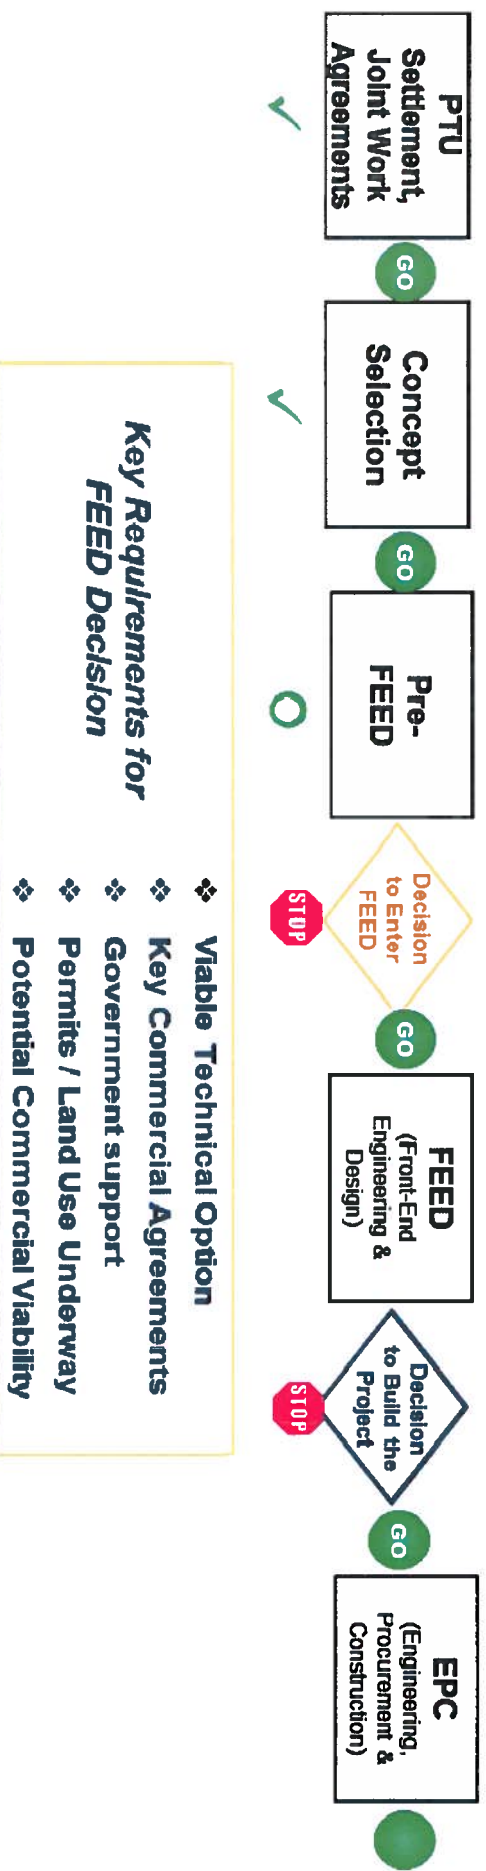 PTU
Settlement,
Joint Work
Agreements
GO
Concept
Selection
GO
Pre-
FEED
Decision
to Enter
FEED
STOP
GO
FEED
(Front-End
Engineering &
Design)
Decision
to Build the
Project
STOP
GO
EPC
(Engineering,
Procurement &
Construction)
Key Requirements for
FEED Decision
❖ Viable Technical Option
❖ Key Commercial Agreements
❖ Government support
❖ Permits / Land Use Underway
❖ Potential Commercial Viability